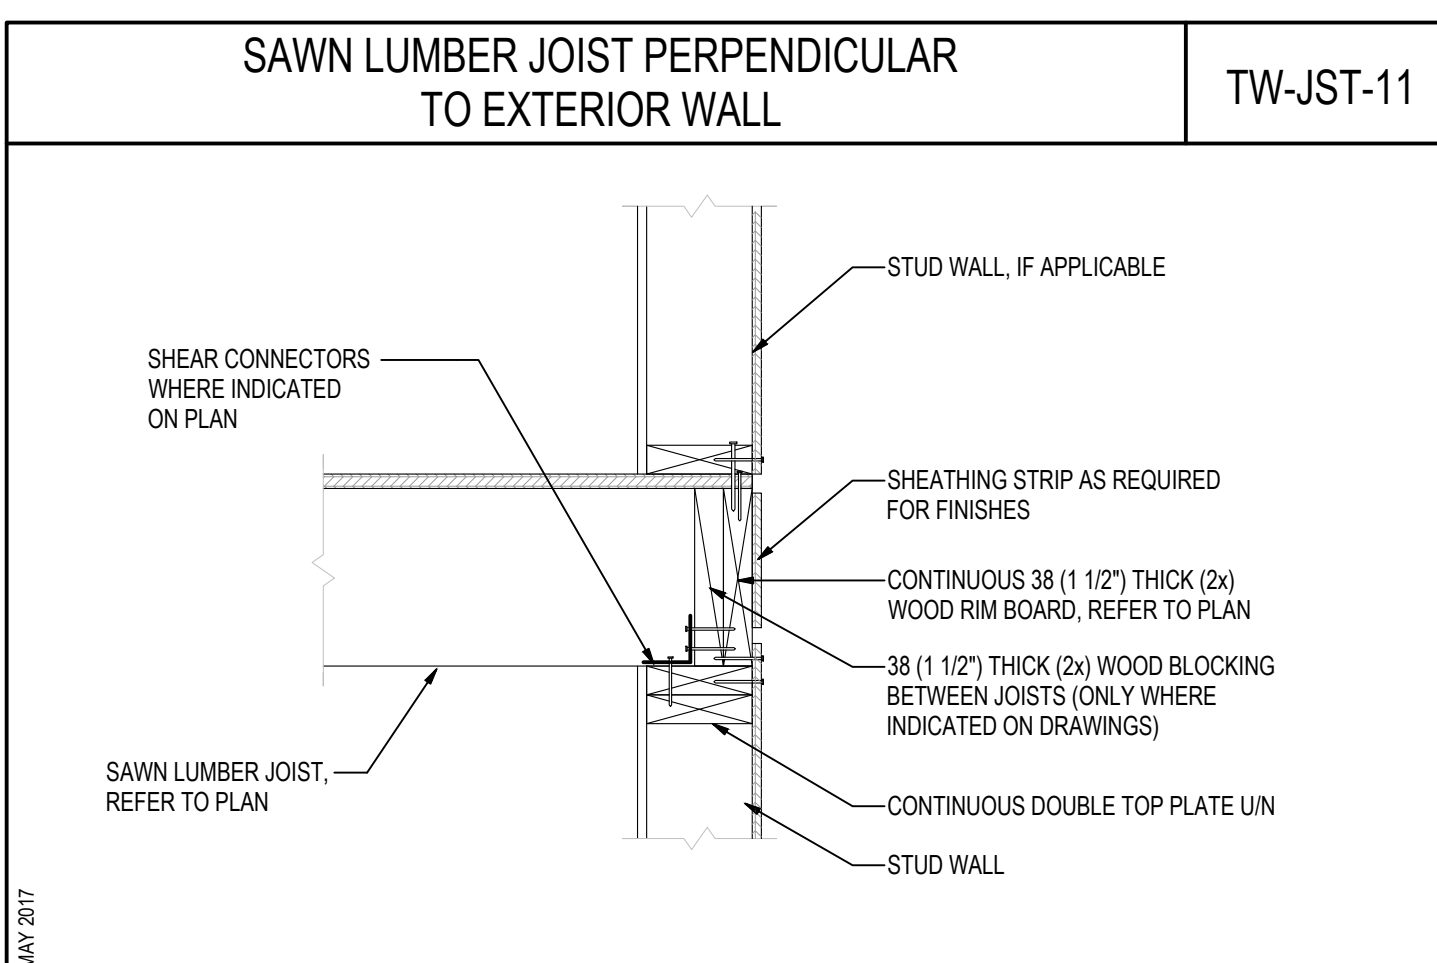 SAWN LUMBER JOIST PERPENDICULAR
TO EXTERIOR WALL
TW-JST-11
STUD WALL, IF APPLICABLE
SHEAR CONNECTORS
WHERE INDICATED
ON PLAN
SHEATHING STRIP AS REQUIRED
FOR FINISHES
CONTINUOUS 38 (1 1/2") THICK (2x)
WOOD RIM BOARD, REFER TO PLAN
38 (1 1/2") THICK (2x) WOOD BLOCKING
BETWEEN JOISTS (ONLY WHERE
INDICATED ON DRAWINGS)
SAWN LUMBER JOIST,
REFER TO PLAN
CONTINUOUS DOUBLE TOP PLATE U/N
STUD WALL
MAY 2017